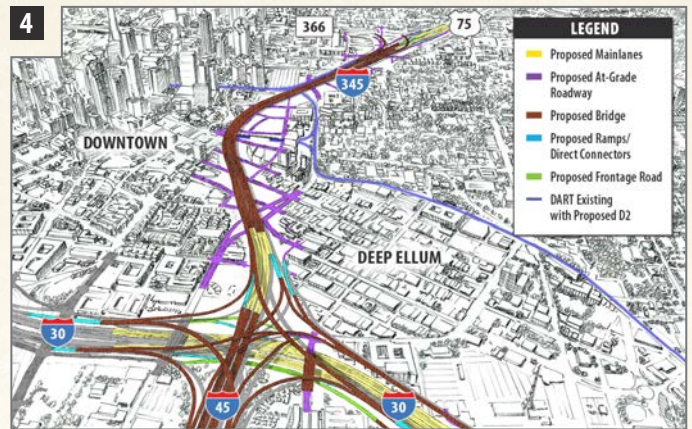 4
366
75
345
DOWNTOWN
DEEP ELLUM
30
45
30
LEGEND
Proposed Mainlanes
Proposed At-Grade
Roadway
Proposed Bridge
Proposed Ramps/
Direct Connectors
Proposed Frontage Road
DART Existing
with Proposed D2